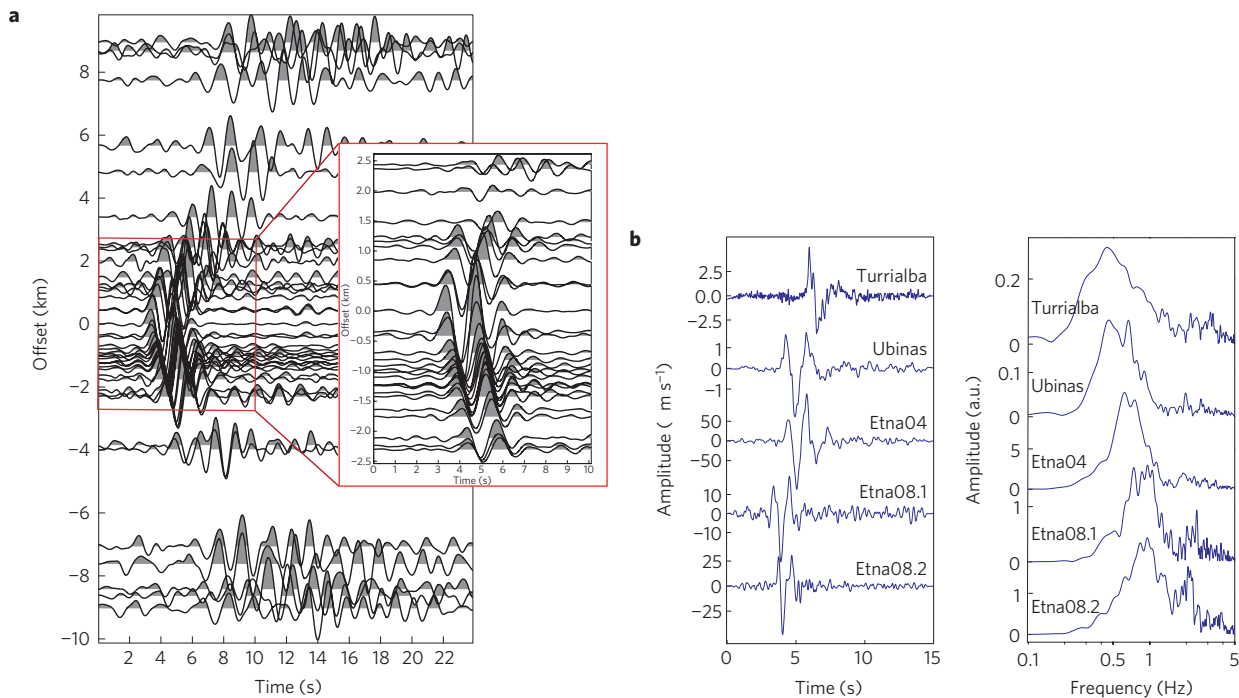 a
8
6
4
2
0
−2
−4
−6
−8
−10
Offset (km)
2 4 6 8 10 12 14 16 18 20 22
Time (s)
2.5
2.0
1.5
1.0
0.5
0.0
−0.5
−1.0
−1.5
−2.0
−2.5
Offset (km)
0 1 2 3 4 5 6 7 8 9 10
Time (s)
b
Turrialba
2.5
0.0
−2.5
Ubinas
1
0
−1
Etna04
50
0
−50
Etna08.1
10
0
−10
Etna08.2
25
0
−25
Amplitude ( m s−1)
0 5 10 15
Time (s)
0.2
Turrialba
0
0.1
Ubinas
0
5
Etna04
0
1
Etna08.1
0
1
Etna08.2
0
Amplitude (a.u.)
0.1 0.5 1 5
Frequency (Hz)